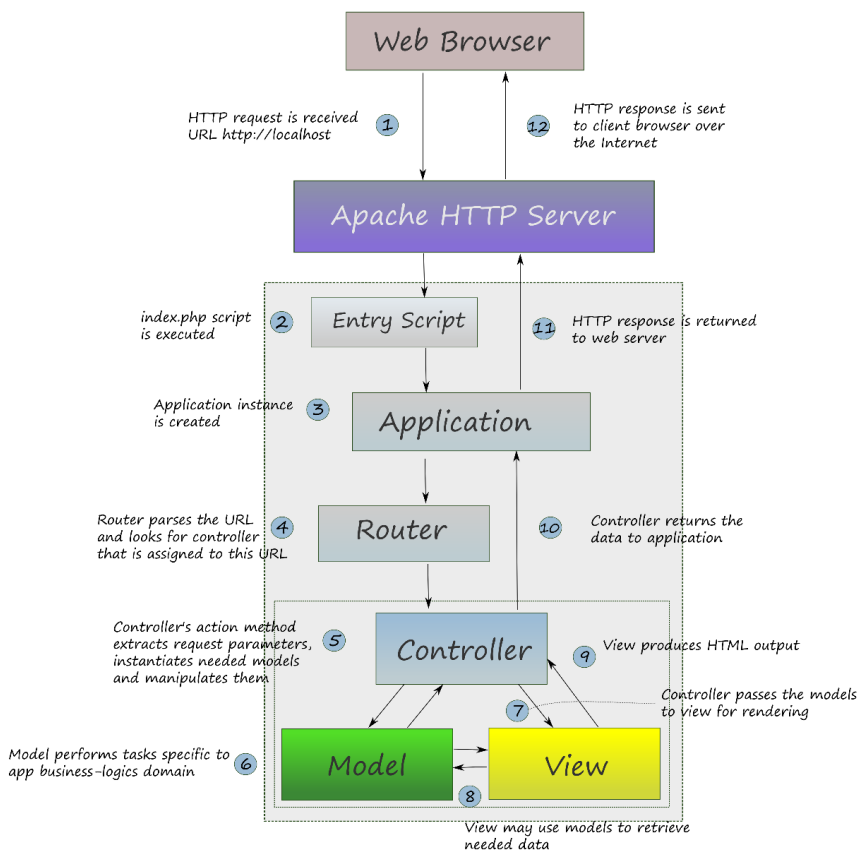 Web Browser
HTTP request is received
URL http://localhost
1
12
HTTP response is sent
to client browser over
the Internet
Apache HTTP Server
index.php script
is executed
2
Entry Script
11
HTTP response is returned
to web server
Application instance
is created
3
Application
Router parses the URL
and looks for controller
that is assigned to this URL
4
Router
10
Controller returns the
data to application
Controller's action method
extracts request parameters,
instantiates needed models
and manipulates them
5
Controller
9
View produces HTML output
7
Controller passes the models
to view for rendering
Model performs tasks specific to
app business-logics domain
6
Model
View
8
View may use models to retrieve
needed data